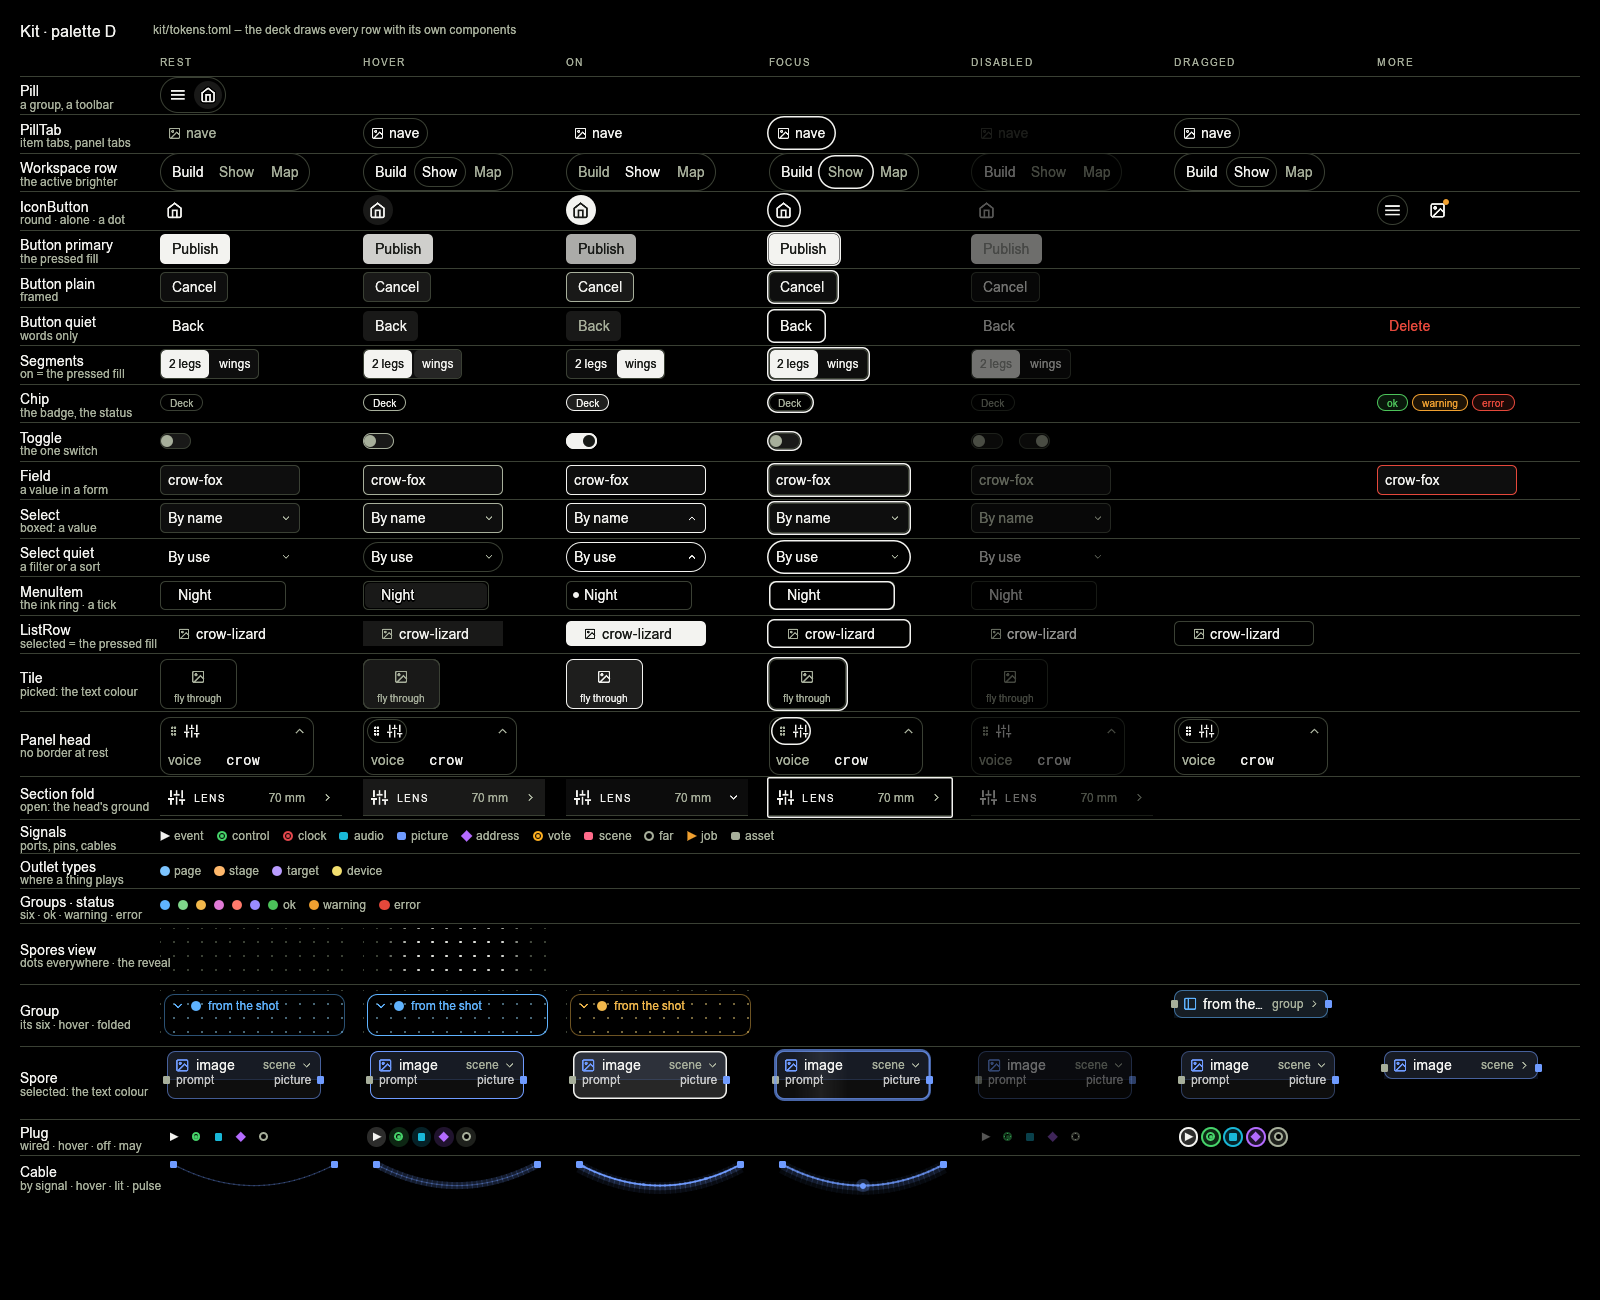 Kit · palette D
kit/tokens.toml – the deck draws every row with its own components
REST HOVER ON FOCUS DISABLED DRAGGED MORE
Pill
a group, a toolbar
PillTab
item tabs, panel tabs
nave nave nave nave nave nave
Workspace row
the active brighter
Build Show Map Build Show Map Build Show Map Build Show Map Build Show Map Build Show Map
IconButton
round · alone · a dot
Button primary
the pressed fill
Publish Publish Publish Publish Publish
Button plain
framed
Cancel Cancel Cancel Cancel Cancel
Button quiet
words only
Back Back Back Back Back Delete
Segments
on = the pressed fill
2 legs wings 2 legs wings 2 legs wings 2 legs wings 2 legs wings
Chip
the badge, the status
Deck Deck Deck Deck Deck ok warning error
Toggle
the one switch
Field
a value in a form
crow-fox crow-fox crow-fox crow-fox crow-fox crow-fox
Select
boxed: a value
By name By name By name By name By name
Select quiet
a filter or a sort
By use By use By use By use By use
MenuItem
the ink ring · a tick
Night Night Night Night Night
ListRow
selected = the pressed fill
crow-lizard crow-lizard crow-lizard crow-lizard crow-lizard crow-lizard
Tile
picked: the text colour
fly through fly through fly through fly through fly through
Panel head
no border at rest
voice crow voice crow voice crow voice crow voice crow
Section fold
open: the head's ground
LENS 70 mm LENS 70 mm LENS 70 mm LENS 70 mm LENS 70 mm
Signals
ports, pins, cables
event control clock audio picture address vote scene far job asset
Outlet types
where a thing plays
page stage target device
Groups · status
six · ok · warning · error
ok warning error
Spores view
dots everywhere · the reveal
Group
its six · hover · folded
from the shot from the shot from the shot from the... group
Spore
selected: the text colour
image scene image scene image scene image scene image scene image scene image scene
prompt picture prompt picture prompt picture prompt picture prompt picture prompt picture
Plug
wired · hover · off · may
Cable
by signal · hover · lit · pulse